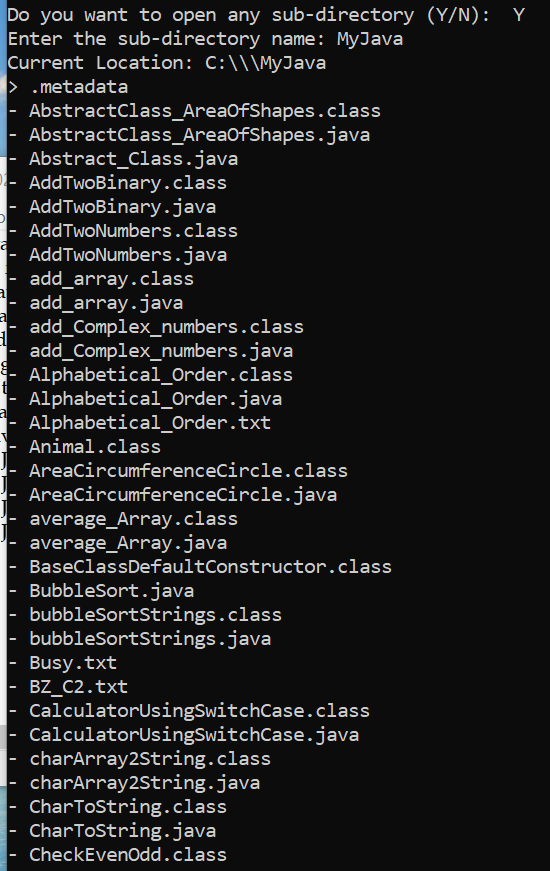 Do you want to open any sub-directory (Y/N):  Y
Enter the sub-directory name: MyJava
Current Location: C:\\\MyJava
> .metadata
- AbstractClass_AreaOfShapes.class
- AbstractClass_AreaOfShapes.java
- Abstract_Class.java
- AddTwoBinary.class
- AddTwoBinary.java
- AddTwoNumbers.class
- AddTwoNumbers.java
- add_array.class
- add_array.java
- add_Complex_numbers.class
- add_Complex_numbers.java
- Alphabetical_Order.class
- Alphabetical_Order.java
- Alphabetical_Order.txt
- Animal.class
- AreaCircumferenceCircle.class
- AreaCircumferenceCircle.java
- average_Array.class
- average_Array.java
- BaseClassDefaultConstructor.class
- BubbleSort.java
- bubbleSortStrings.class
- bubbleSortStrings.java
- Busy.txt
- BZ_C2.txt
- CalculatorUsingSwitchCase.class
- CalculatorUsingSwitchCase.java
- charArray2String.class
- charArray2String.java
- CharToString.class
- CharToString.java
- CheckEvenOdd.class